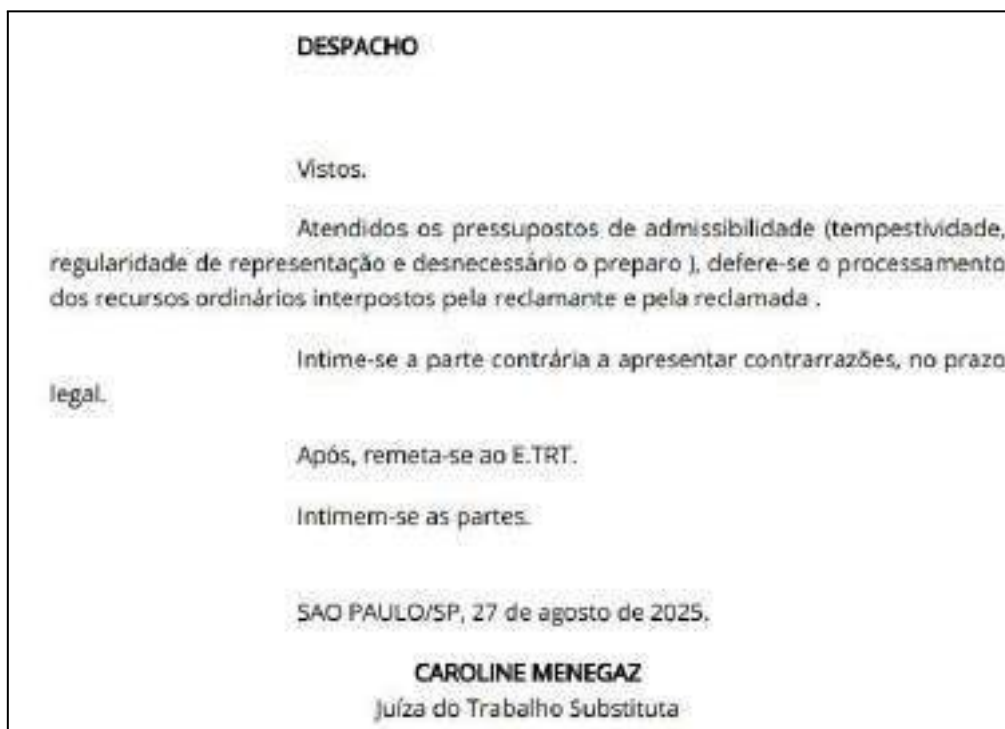 DESPACHO
Vistos.
Atendidos os pressupostos de admissibilidade (tempestividade,
regularidade de representação e desnecessário o preparo ), defere-se o processamento
dos recursos ordinários interpostos pela reclamante e pela reclamada .
Intime-se a parte contrária a apresentar contrarrazões, no prazo
legal.
Após, remeta-se ao E.TRT.
Intimem-se as partes.
SAO PAULO/SP, 27 de agosto de 2025.
CAROLINE MENEGAZ
Juíza do Trabalho Substituta